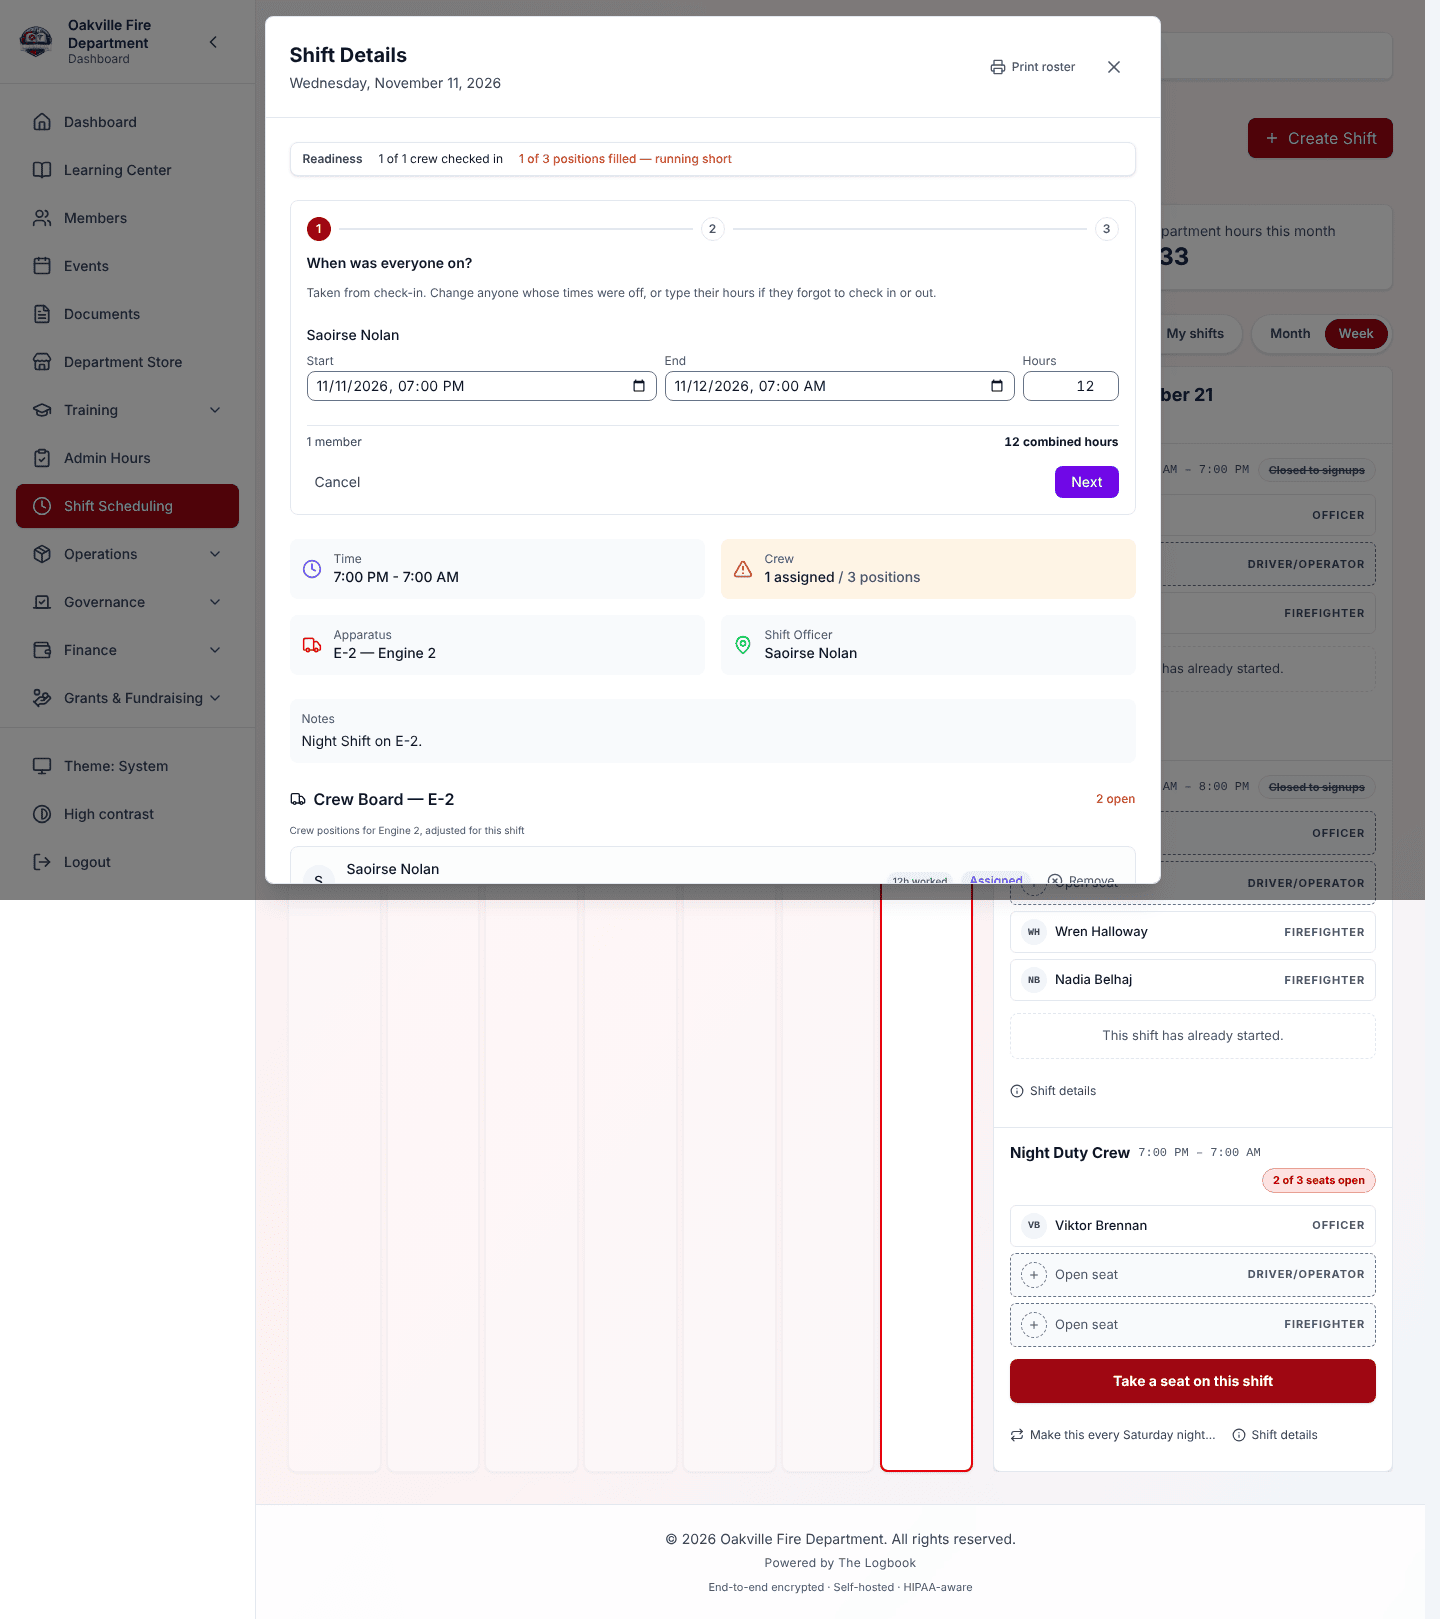 Oakville Fire
Department
Dashboard
Dashboard
Learning Center
Members
Events
Documents
Department Store
Training
Admin Hours
Shift Scheduling
Operations
Governance
Finance
Grants & Fundraising
Theme: System
High contrast
Logout
Shift Details
Wednesday, November 11, 2026
Print roster
Readiness 1 of 1 crew checked in 1 of 3 positions filled — running short
1 2 3
When was everyone on?
Taken from check-in. Change anyone whose times were off, or type their hours if they forgot to check in or out.
Saoirse Nolan
Start End Hours
11/11/2026, 07:00 PM 11/12/2026, 07:00 AM 12
1 member 12 combined hours
Cancel Next
Time
7:00 PM - 7:00 AM
Crew
1 assigned / 3 positions
Apparatus
E-2 — Engine 2
Shift Officer
Saoirse Nolan
Notes
Night Shift on E-2.
Crew Board — E-2 2 open
Crew positions for Engine 2, adjusted for this shift
S Saoirse Nolan
12h worked Assigned Remove
+ Create Shift
partment hours this month
33
My shifts Month Week
ber 21
AM – 7:00 PM Closed to signups
OFFICER
DRIVER/OPERATOR
FIREFIGHTER
has already started.
AM – 8:00 PM Closed to signups
OFFICER
Open seat DRIVER/OPERATOR
WH Wren Halloway FIREFIGHTER
NB Nadia Belhaj FIREFIGHTER
This shift has already started.
Shift details
Night Duty Crew 7:00 PM – 7:00 AM
2 of 3 seats open
VB Viktor Brennan OFFICER
+ Open seat DRIVER/OPERATOR
+ Open seat FIREFIGHTER
Take a seat on this shift
Make this every Saturday night... Shift details
© 2026 Oakville Fire Department. All rights reserved.
Powered by The Logbook
End-to-end encrypted · Self-hosted · HIPAA-aware